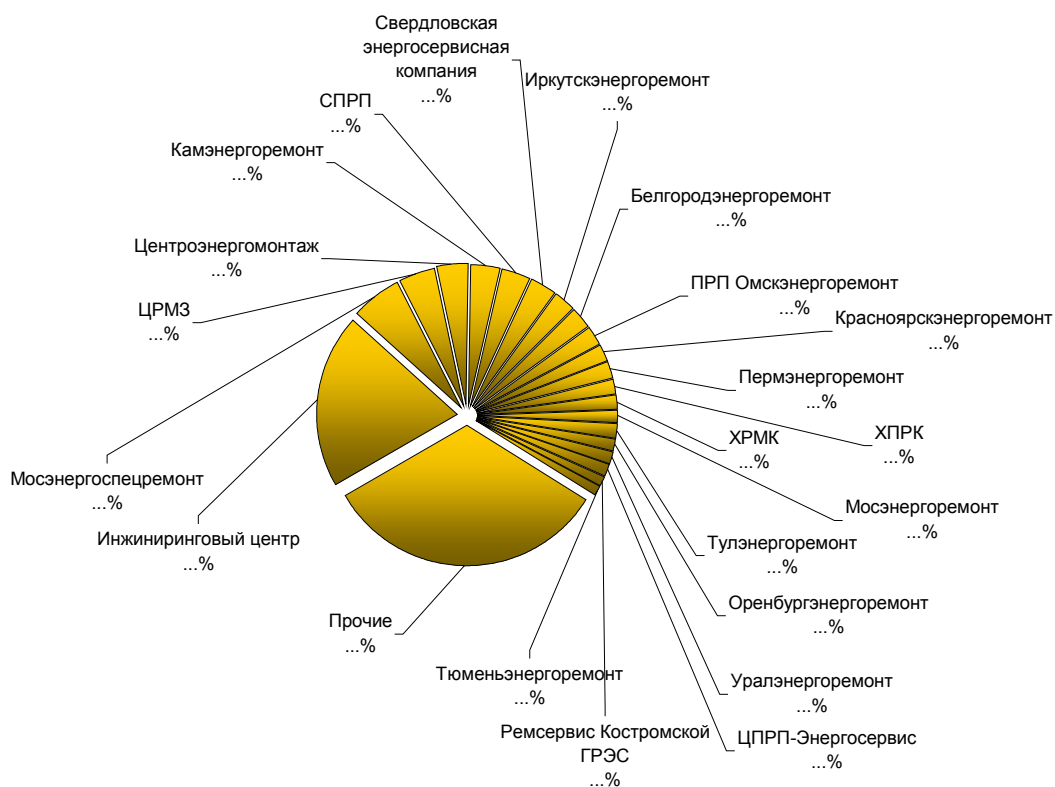 Свердловская
энергосервисная
компания
...%
Иркутскэнергоремонт
...%
СПРП
...%
Камэнергоремонт
...%
Белгородэнергоремонт
...%
Центроэнергомонтаж
...%
ПРП Омскэнергоремонт
...%
ЦРМЗ
...%
Красноярскэнергоремонт
...%
Пермэнергоремонт
...%
ХРМК
...%
ХПРК
...%
Мосэнергоспецремонт
...%
Мосэнергоремонт
...%
Инжиниринговый центр
...%
Тулэнергоремонт
...%
Оренбургэнергоремонт
...%
Прочие
...%
Тюменьэнергоремонт
...%
Уралэнергоремонт
...%
Ремсервис Костромской
ГРЭС
...%
ЦПРП-Энергосервис
...%